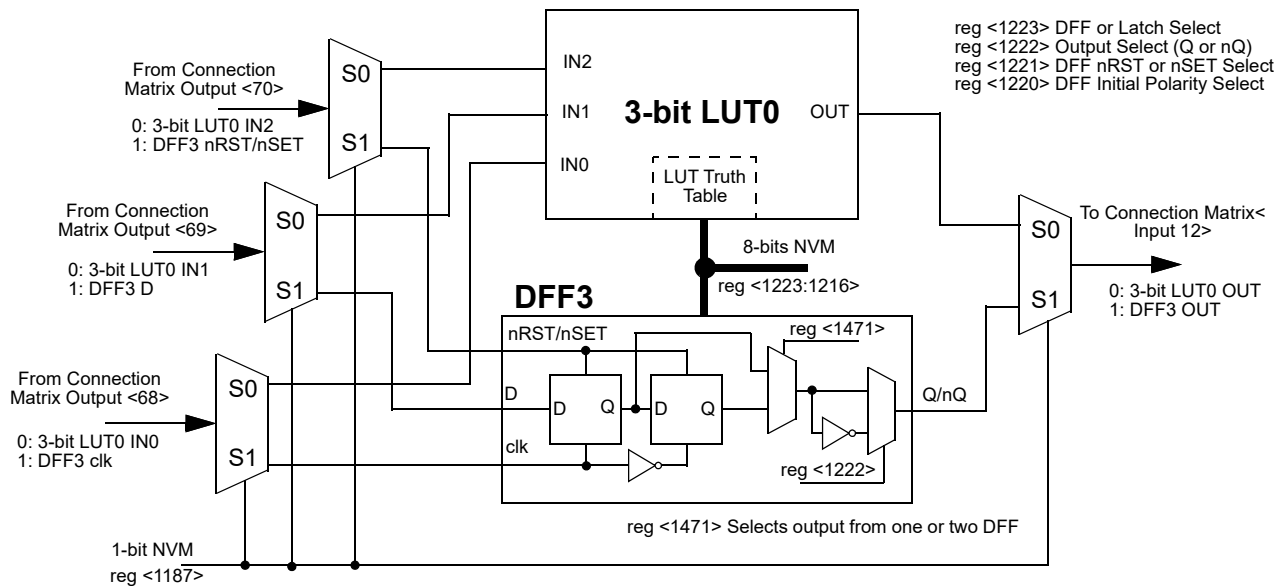 reg <1223> DFF or Latch Select
reg <1222> Output Select (Q or nQ)
reg <1221> DFF nRST or nSET Select
reg <1220> DFF Initial Polarity Select
From Connection
Matrix Output <70>
0: 3-bit LUT0 IN2
1: DFF3 nRST/nSET
S0
S1
From Connection
Matrix Output <69>
0: 3-bit LUT0 IN1
1: DFF3 D
S0
S1
From Connection
Matrix Output <68>
0: 3-bit LUT0 IN0
1: DFF3 clk
S0
S1
IN2
IN1
IN0
3-bit LUT0
OUT
LUT Truth
Table
8-bits NVM
reg <1223:1216>
DFF3
nRST/nSET
D
clk
D
Q
D
Q
reg <1471>
reg <1222>
Q/nQ
S0
S1
To Connection Matrix<
Input 12>
0: 3-bit LUT0 OUT
1: DFF3 OUT
reg <1471> Selects output from one or two DFF
1-bit NVM
reg <1187>